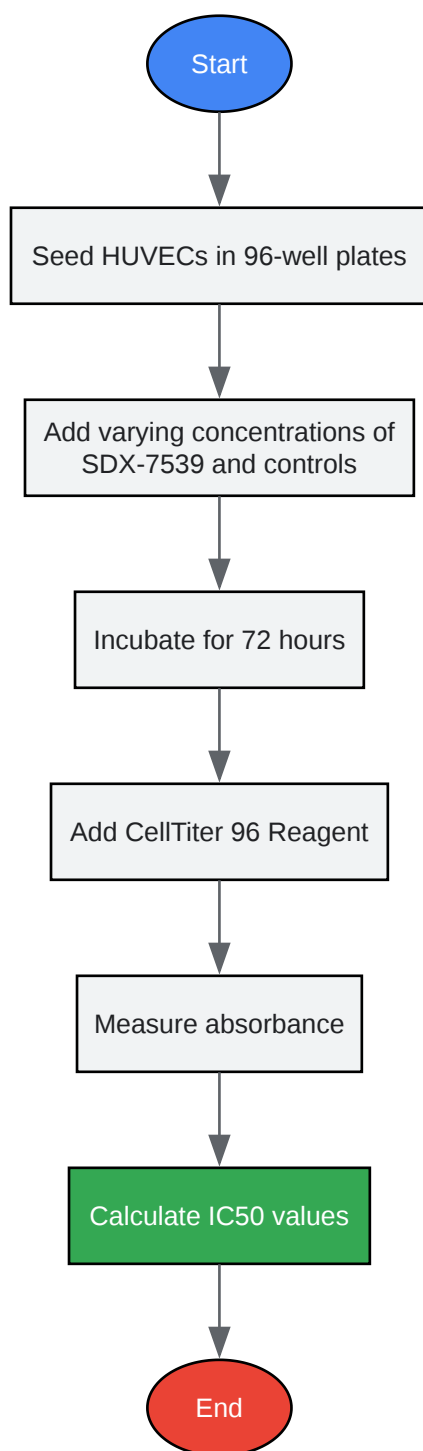 Start
Seed HUVECs in 96-well plates
Add varying concentrations of
SDX-7539 and controls
Incubate for 72 hours
Add CellTiter 96 Reagent
Measure absorbance
Calculate IC50 values
End